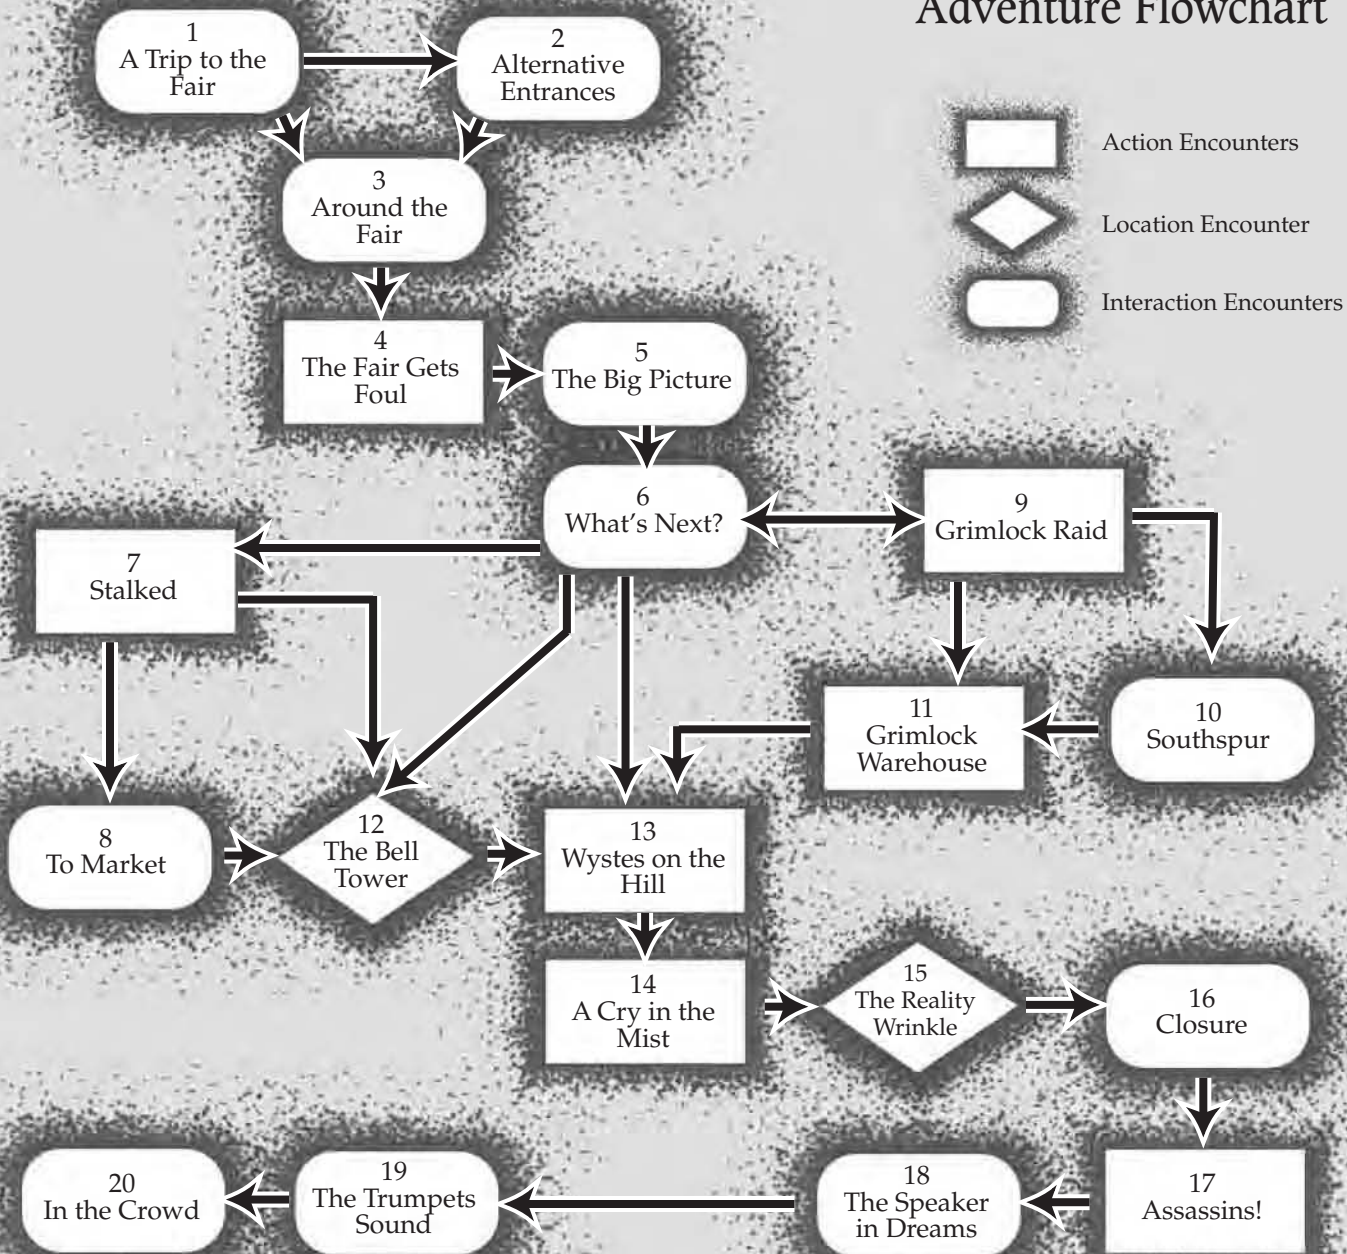 Adventure Flowchart
1
A Trip to the
Fair
2
Alternative
Entrances
Action Encounters
3
Around the
Fair
Location Encounter
Interaction Encounters
4
The Fair Gets
Foul
5
The Big Picture
6
What's Next?
9
Grimlock Raid
7
Stalked
11
Grimlock
Warehouse
10
Southspur
8
To Market
12
The Bell
Tower
13
Wystes on the
Hill
14
A Cry in the
Mist
15
The Reality
Wrinkle
16
Closure
20
In the Crowd
19
The Trumpets
Sound
18
The Speaker
in Dreams
17
Assassins!